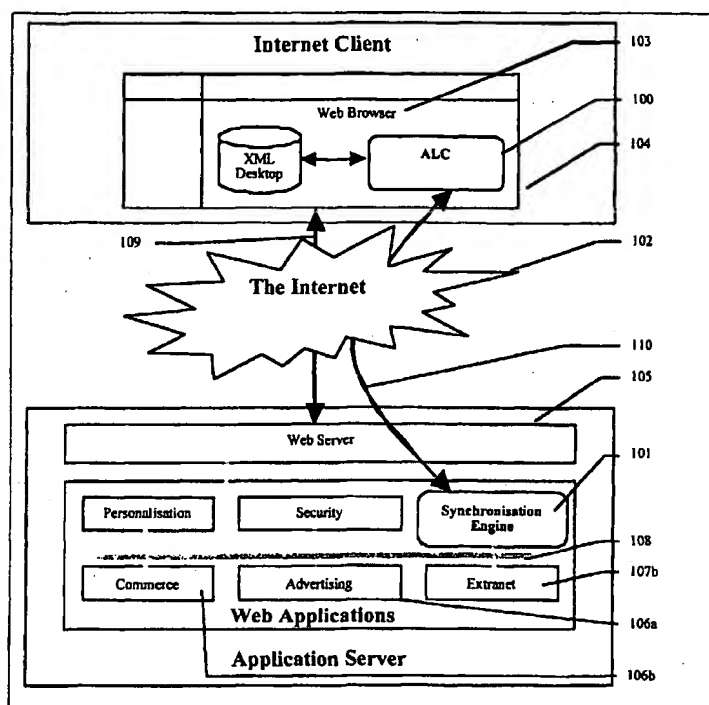 Internet Client
103
Web Browser
100
XML
Desktop
ALC
104
109
102
The Internet
110
105
Web Server
101
Personalisation
Security
Synchronisation
Engine
108
Commerce
Advertising
Extranet
107b
Web Applications
106a
Application Server
106b